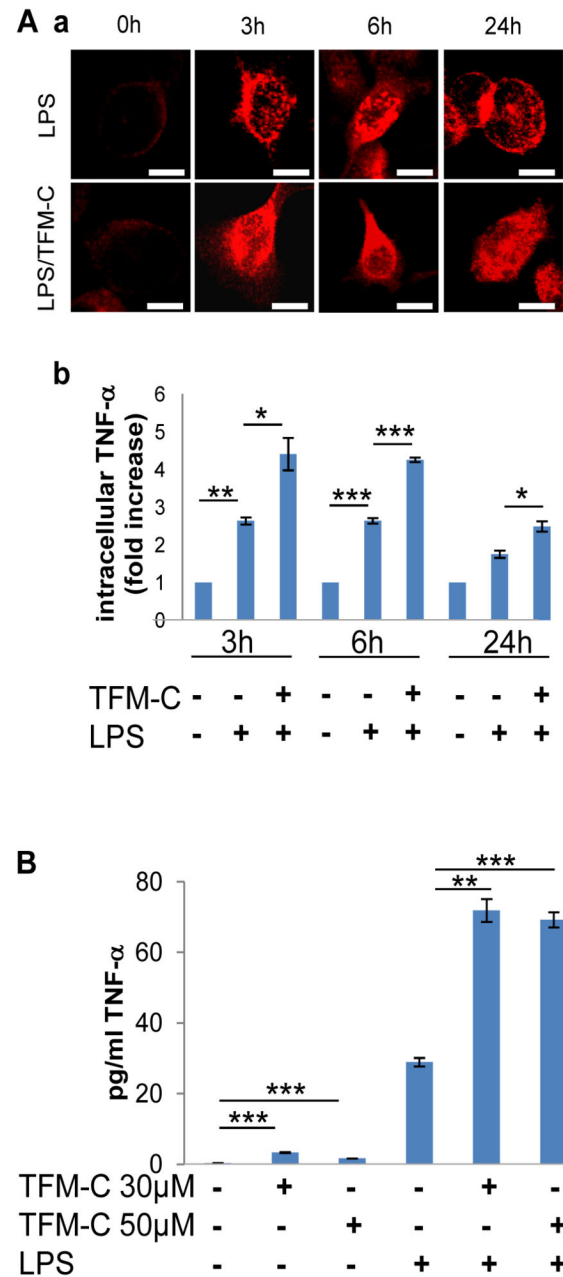 A a 0h 3h 6h 24h
LPS
LPS/TFM-C
b
intracellular TNF-α
(fold increase)
6
5
4
3
2
1
0
** * *** *** *
3h 6h 24h
TFM-C - - + - - + - - +
LPS - + + - + + - + +
B
pg/ml TNF-α
80
60
40
20
0
*** *** ** ***
TFM-C 30µM - + - - + -
TFM-C 50µM - - + - - +
LPS - - - + + +